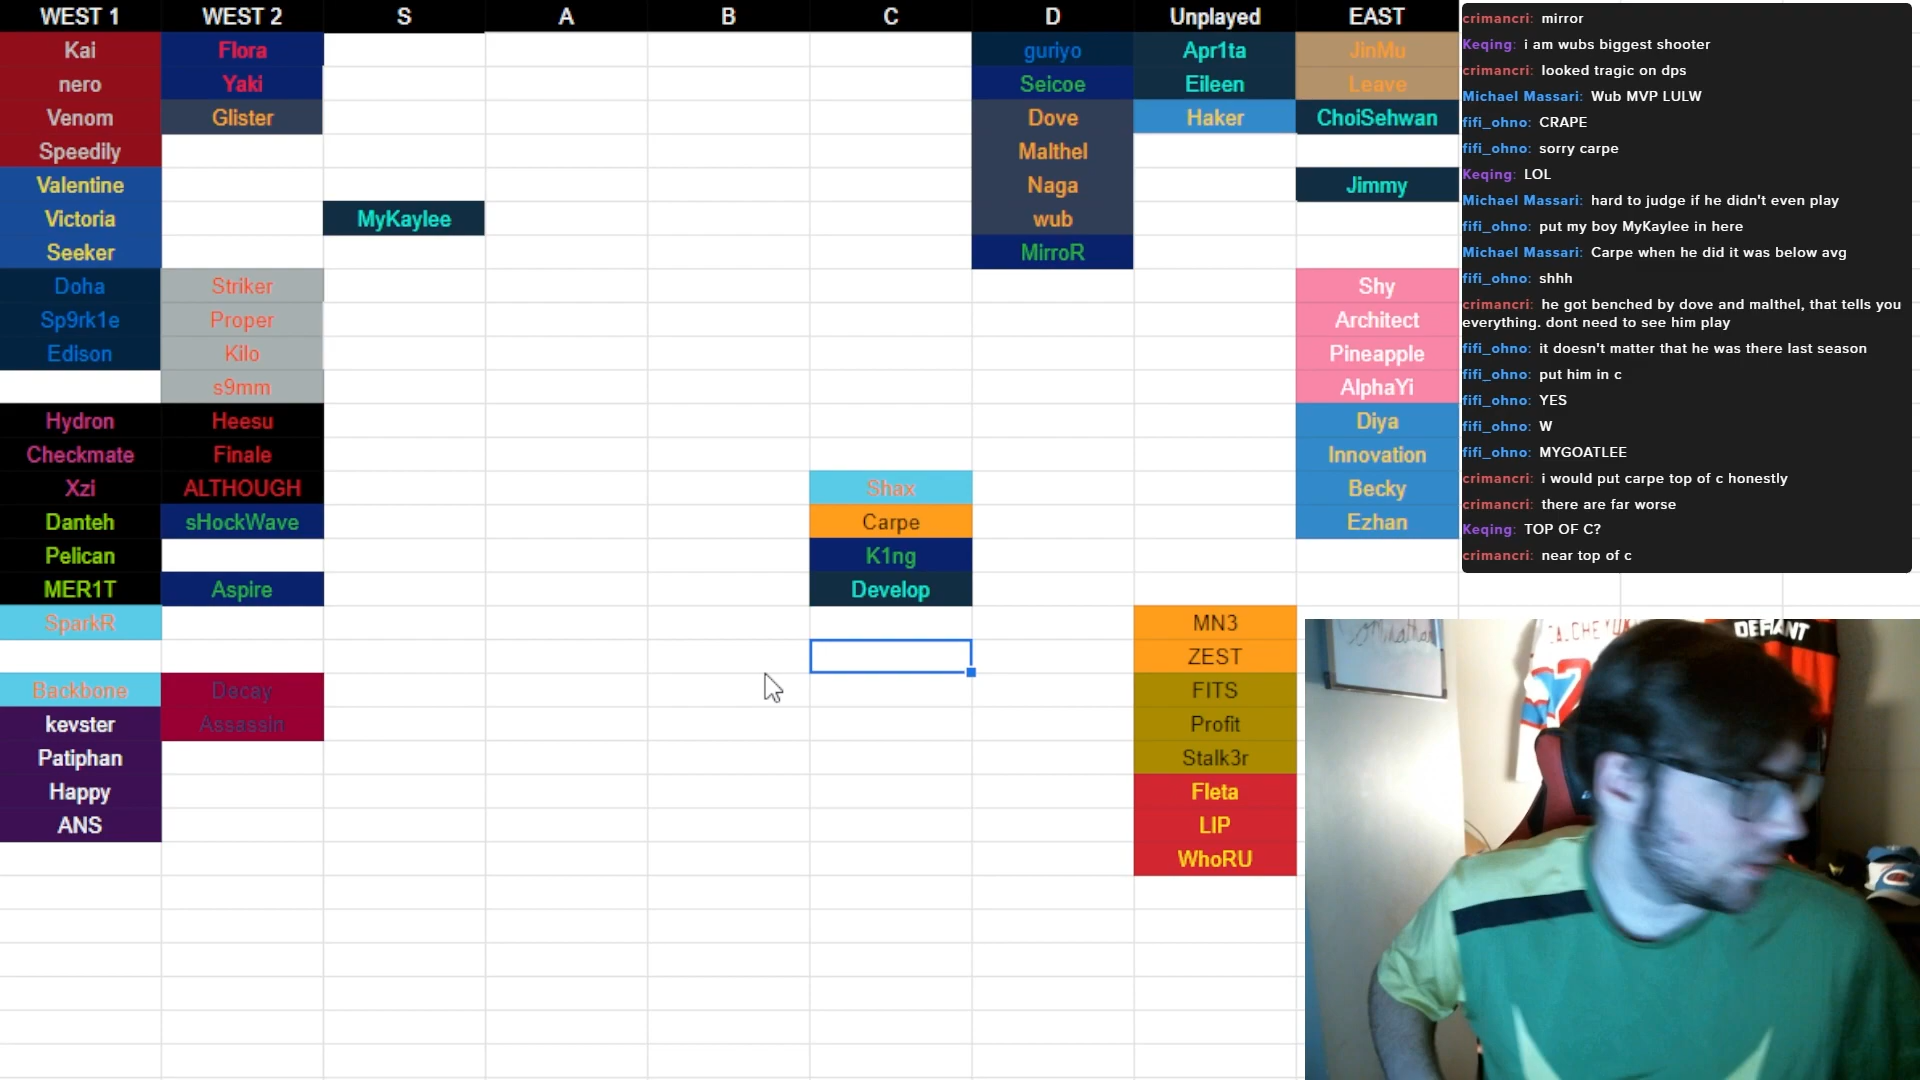 WEST 1 WEST 2 S A B C D Unplayed EAST
Kai Flora guriyo Apr1ta JinMu
nero Yaki Seicoe Eileen Leave
Venom Glister Dove Haker ChoiSehwan
Speedily Malthel
Valentine Naga Jimmy
Victoria MyKaylee wub
Seeker MirroR
Doha Striker Shy
Sp9rk1e Proper Architect
Edison Kilo Pineapple
s9mm AlphaYi
Hydron Heesu Diya
Checkmate Finale Innovation
Xzi ALTHOUGH Shax Becky
Danteh sHockWave Carpe Ezhan
Pelican K1ng
MER1T Aspire Develop
SparkR MN3
ZEST
Backbone Decay FITS
kevster Assassin Profit
Patiphan Stalk3r
Happy Fleta
ANS LIP
WhoRU
crimancri: mirror
Keqing: i am wubs biggest shooter
crimancri: looked tragic on dps
Michael Massari: Wub MVP LULW
fifi_ohno: CRAPE
fifi_ohno: sorry carpe
Keqing: LOL
Michael Massari: hard to judge if he didn't even play
fifi_ohno: put my boy MyKaylee in here
Michael Massari: Carpe when he did it was below avg
fifi_ohno: shhh
crimancri: he got benched by dove and malthel, that tells you
everything. dont need to see him play
fifi_ohno: it doesn't matter that he was there last season
fifi_ohno: put him in c
fifi_ohno: YES
fifi_ohno: W
fifi_ohno: MYGOATLEE
crimancri: i would put carpe top of c honestly
crimancri: there are far worse
Keqing: TOP OF C?
crimancri: near top of c
DEFIANT